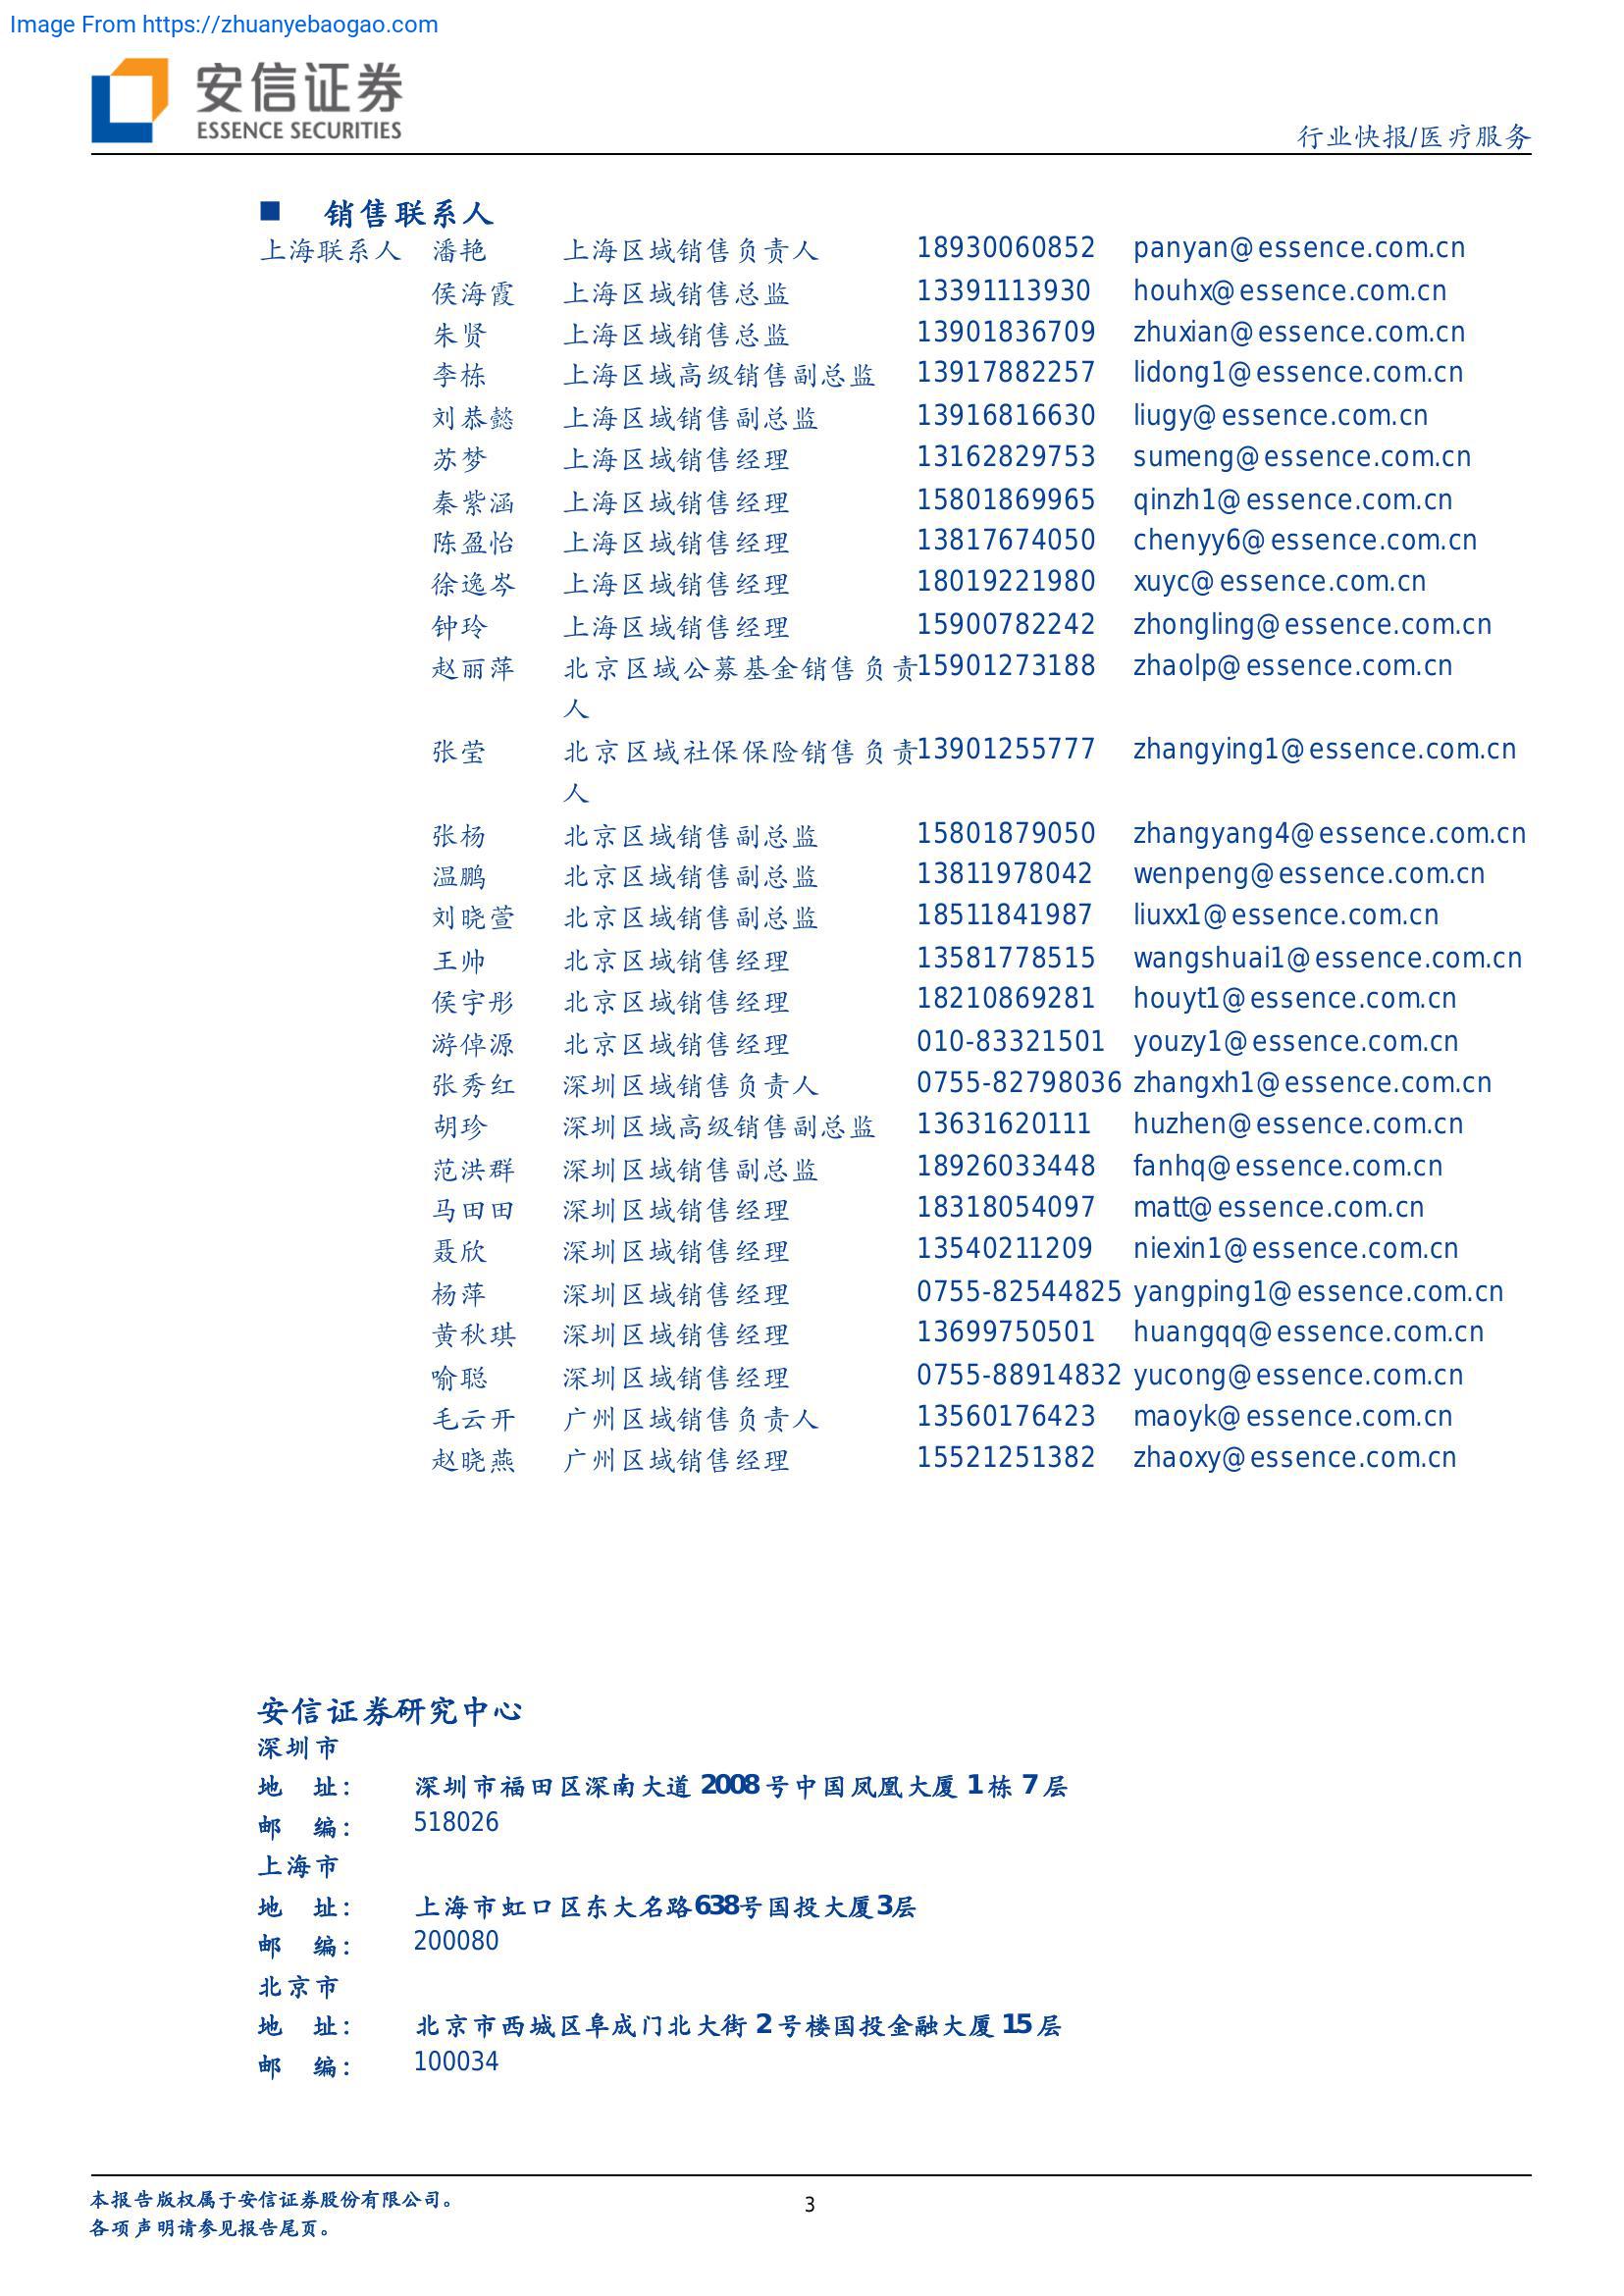 Image From https://zhuanyebaogao.com
安信证券
ESSENCE SECURITIES
行业快报/医疗服务
■ 销售联系人
上海联系人 潘艳 上海区域销售负责人 18930060852 panyan@essence.com.cn
侯海霞 上海区域销售总监 13391113930 houhx@essence.com.cn
朱贤 上海区域销售总监 13901836709 zhuxian@essence.com.cn
李栋 上海区域高级销售副总监 13917882257 lidong1@essence.com.cn
刘恭懿 上海区域销售副总监 13916816630 liugy@essence.com.cn
苏梦 上海区域销售经理 13162829753 sumeng@essence.com.cn
秦紫涵 上海区域销售经理 15801869965 qinzh1@essence.com.cn
陈盈怡 上海区域销售经理 13817674050 chenyy6@essence.com.cn
徐逸岑 上海区域销售经理 18019221980 xuyc@essence.com.cn
钟玲 上海区域销售经理 15900782242 zhongling@essence.com.cn
赵丽萍 北京区域公募基金销售负责 15901273188 zhaolp@essence.com.cn
人
张莹 北京区域社保保险销售负责 13901255777 zhangying1@essence.com.cn
人
张杨 北京区域销售副总监 15801879050 zhangyang4@essence.com.cn
温鹏 北京区域销售副总监 13811978042 wenpeng@essence.com.cn
刘晓萱 北京区域销售副总监 18511841987 liuxx1@essence.com.cn
王帅 北京区域销售经理 13581778515 wangshuai1@essence.com.cn
侯宇彤 北京区域销售经理 18210869281 houyt1@essence.com.cn
游倬源 北京区域销售经理 010-83321501 youzy1@essence.com.cn
张秀红 深圳区域销售负责人 0755-82798036 zhangxh1@essence.com.cn
胡珍 深圳区域高级销售副总监 13631620111 huzhen@essence.com.cn
范洪群 深圳区域销售副总监 18926033448 fanhq@essence.com.cn
马田田 深圳区域销售经理 18318054097 matt@essence.com.cn
聂欣 深圳区域销售经理 13540211209 niexin1@essence.com.cn
杨萍 深圳区域销售经理 0755-82544825 yangping1@essence.com.cn
黄秋琪 深圳区域销售经理 13699750501 huangqq@essence.com.cn
喻聪 深圳区域销售经理 0755-88914832 yucong@essence.com.cn
毛云开 广州区域销售负责人 13560176423 maoyk@essence.com.cn
赵晓燕 广州区域销售经理 15521251382 zhaoxy@essence.com.cn
安信证券研究中心
深圳市
地 址： 深圳市福田区深南大道 2008 号中国凤凰大厦 1 栋 7 层
邮 编： 518026
上海市
地 址： 上海市虹口区东大名路638号国投大厦3层
邮 编： 200080
北京市
地 址： 北京市西城区阜成门北大街 2 号楼国投金融大厦 15 层
邮 编： 100034
本报告版权属于安信证券股份有限公司。
3
各项声明请参见报告尾页。